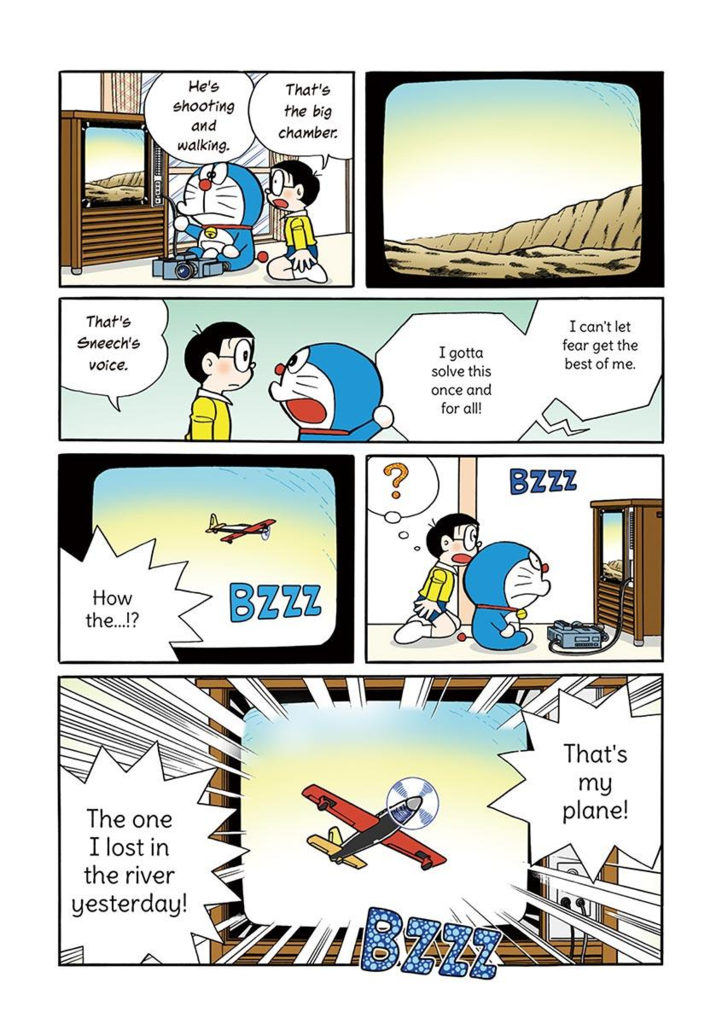 That's
the big
chamber.
He's
shooting
and
walking.
I can't let
fear get the
best of me.
I gotta
solve this
once and
for all!
That's
Sneech's
voice.
BZZZ
?
BZZZ
How
the...!?
That's
my
plane!
The one
I lost in
the river
yesterday!
BZZZ